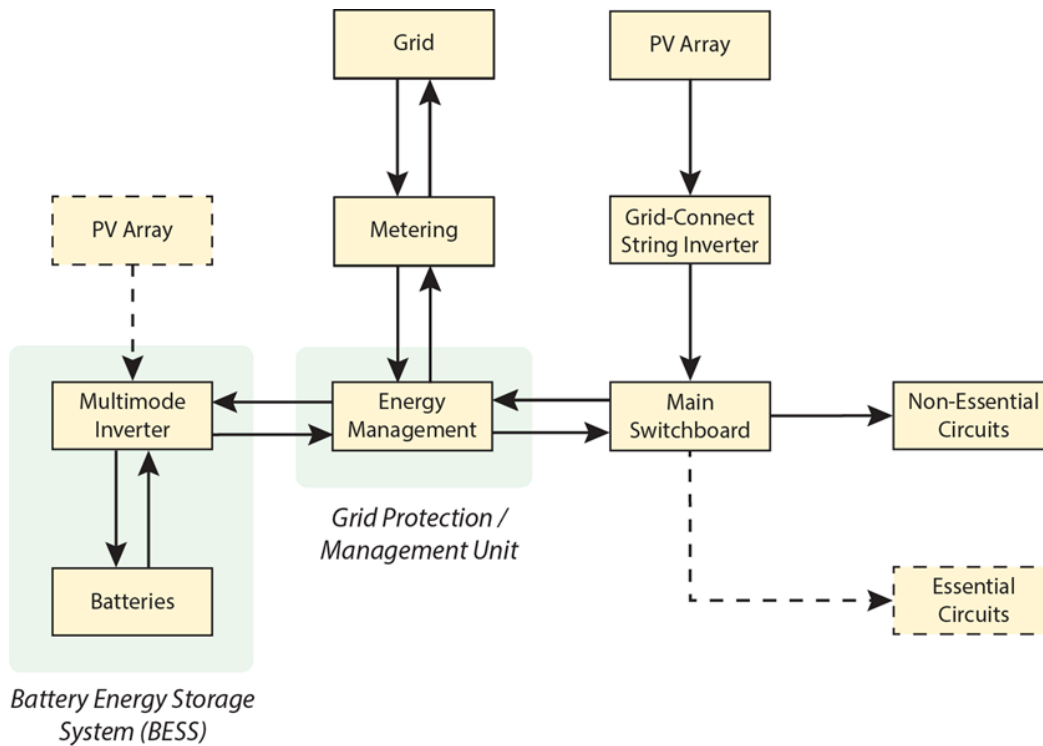 Grid
PV Array
PV Array
Metering
Grid-Connect
String Inverter
Multimode
Inverter
Energy
Management
Main
Switchboard
Non-Essential
Circuits
Grid Protection /
Management Unit
Batteries
Essential
Circuits
Battery Energy Storage
System (BESS)